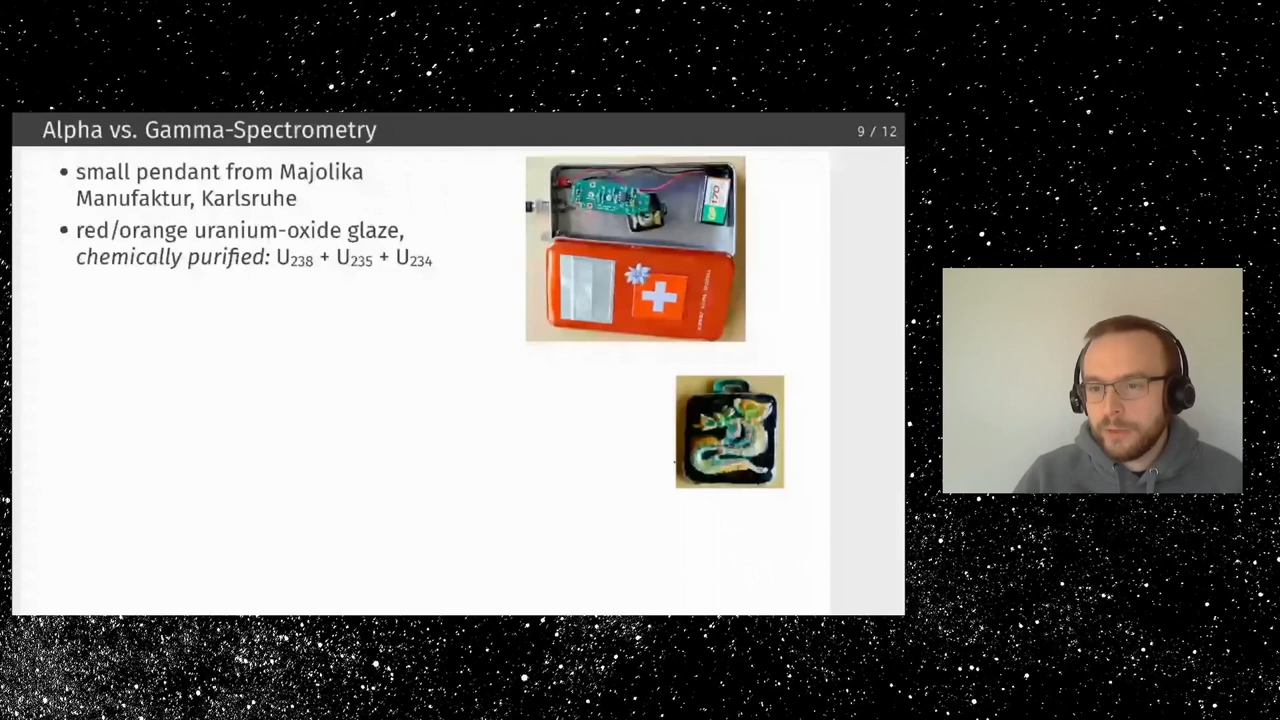 Alpha vs. Gamma-Spectrometry
9 / 12
• small pendant from Majolika
Manufaktur, Karlsruhe
• red/orange uranium-oxide glaze,
chemically purified: U₂₃₈ + U₂₃₅ + U₂₃₄